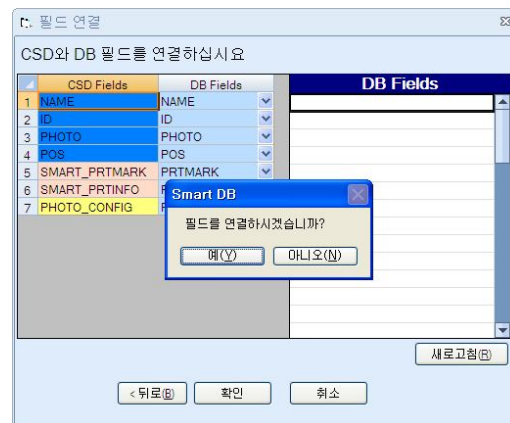 필드 연결
CSD와 DB 필드를 연결하십시요
CSD Fields DB Fields DB Fields
1 NAME NAME
2 ID ID
3 PHOTO PHOTO
4 POS POS
5 SMART_PRTMARK PRTMARK
6 SMART_PRTINFO
7 PHOTO_CONFIG
Smart DB
필드를 연결하시겠습니까?
예(Y) 아니오(N)
새로고침(R)
< 뒤로(B) 확인 취소